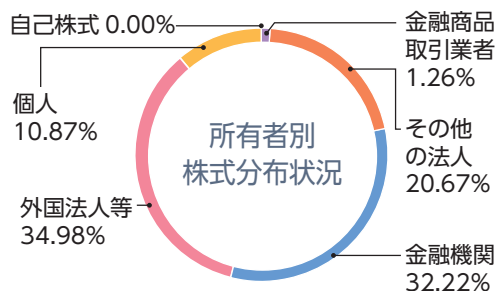 自己株式 0.00%
金融商品
取引業者
1.26%
個人
10.87%
所有者別
株式分布状況
その他
の法人
20.67%
外国法人等
34.98%
金融機関
32.22%